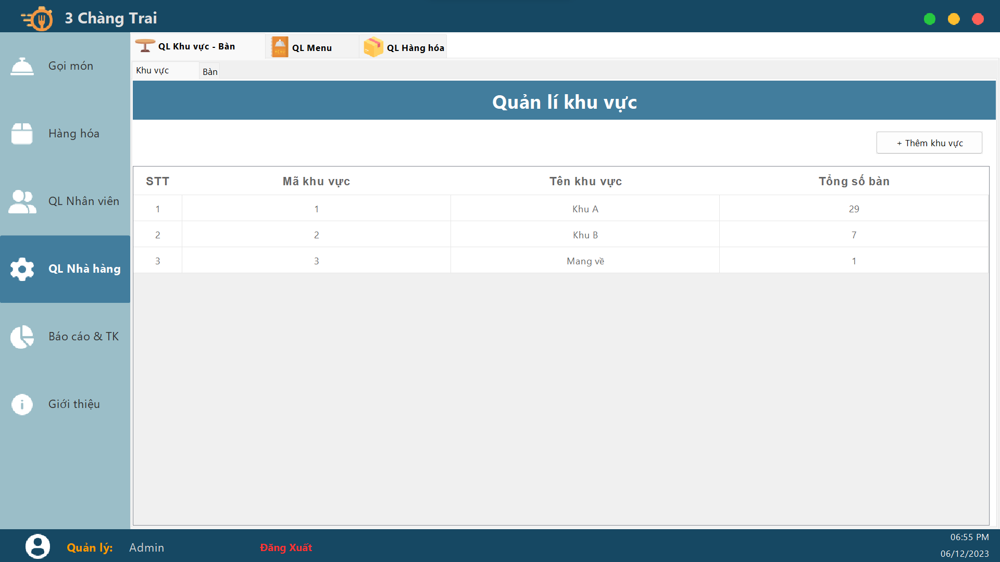 3 Chàng Trai
Gọi món
Hàng hóa
QL Nhân viên
QL Nhà hàng
Báo cáo & TK
Giới thiệu
QL Khu vực - Bàn
QL Menu
QL Hàng hóa
Khu vực
Bàn
Quản lí khu vực
+ Thêm khu vực
STT Mã khu vực Tên khu vực Tổng số bàn
1 1 Khu A 29
2 2 Khu B 7
3 3 Mang về 1
Quản lý: Admin
Đăng Xuất
06:55 PM
06/12/2023